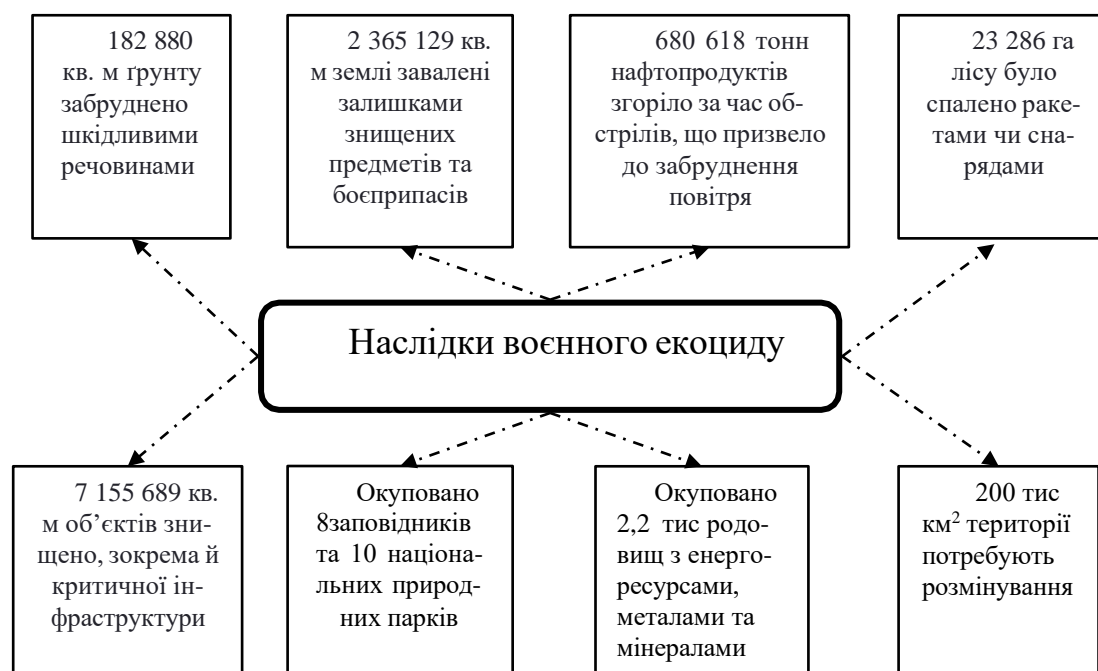 182 880
кв. м ґрунту
забруднено
шкідливими
речовинами
2 365 129 кв.
м землі завалені
залишками
знищених
предметів та
боєприпасів
680 618 тонн
нафтопродуктів
згоріло за час об-
стрілів, що призвело
до забруднення
повітря
23 286 га
лісу було
спалено раке-
тами чи сна-
рядами
Наслідки воєнного екоциду
7 155 689 кв.
м об’єктів зни-
щено, зокрема й
критичної ін-
фраструктури
Окуповано
8заповідників
та 10 націона-
льних природ-
них парків
Окуповано
2,2 тис родо-
вищ з енерго-
ресурсами,
металами та
мінералами
200 тис
км² території
потребують
розмінування